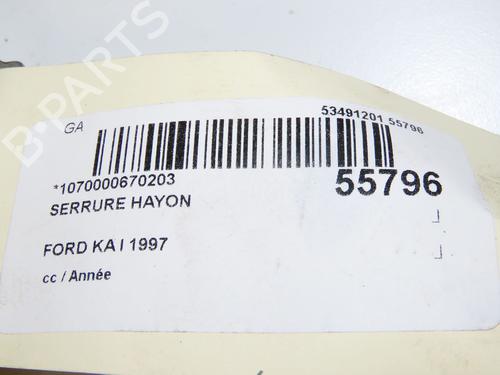 B-PARTS
GA
53491201 55796
*1070000670203
55796
SERRURE HAYON
FORD KA I 1997
cc / Année